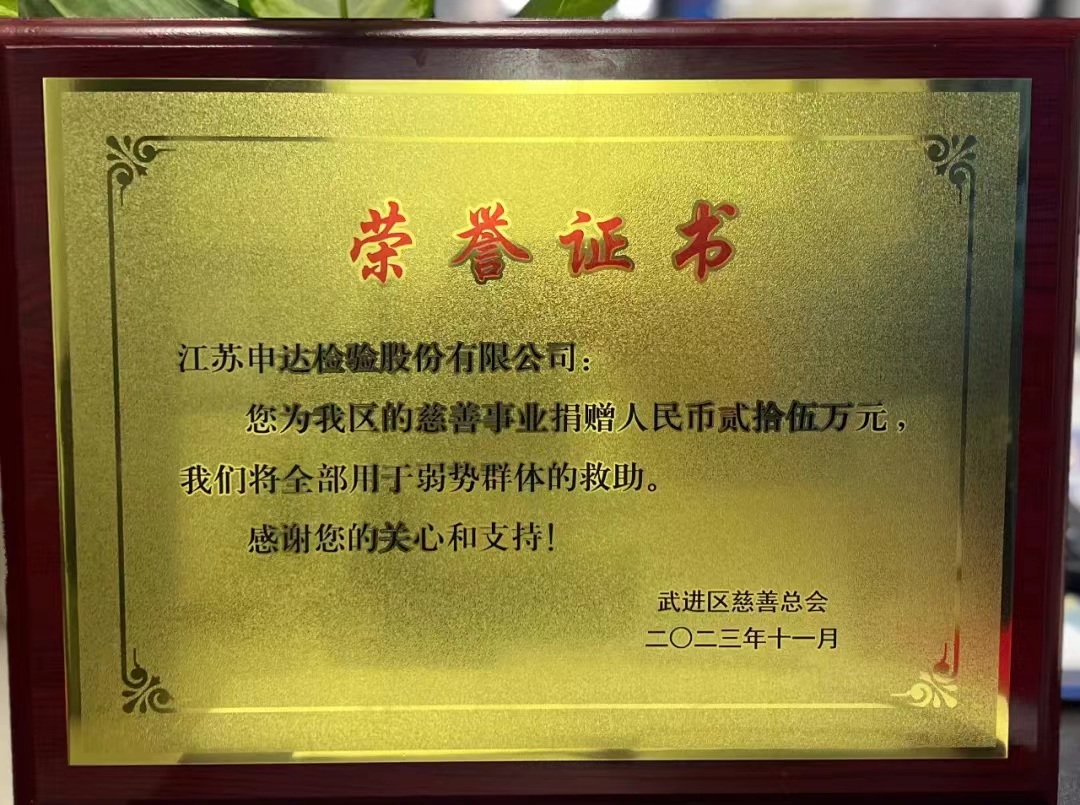 荣誉证书
江苏申达检验股份有限公司：
您为我区的慈善事业捐赠人民币贰拾伍万元，
我们将全部用于弱势群体的救助。
感谢您的关心和支持！
武进区慈善总会
二〇二三年十一月